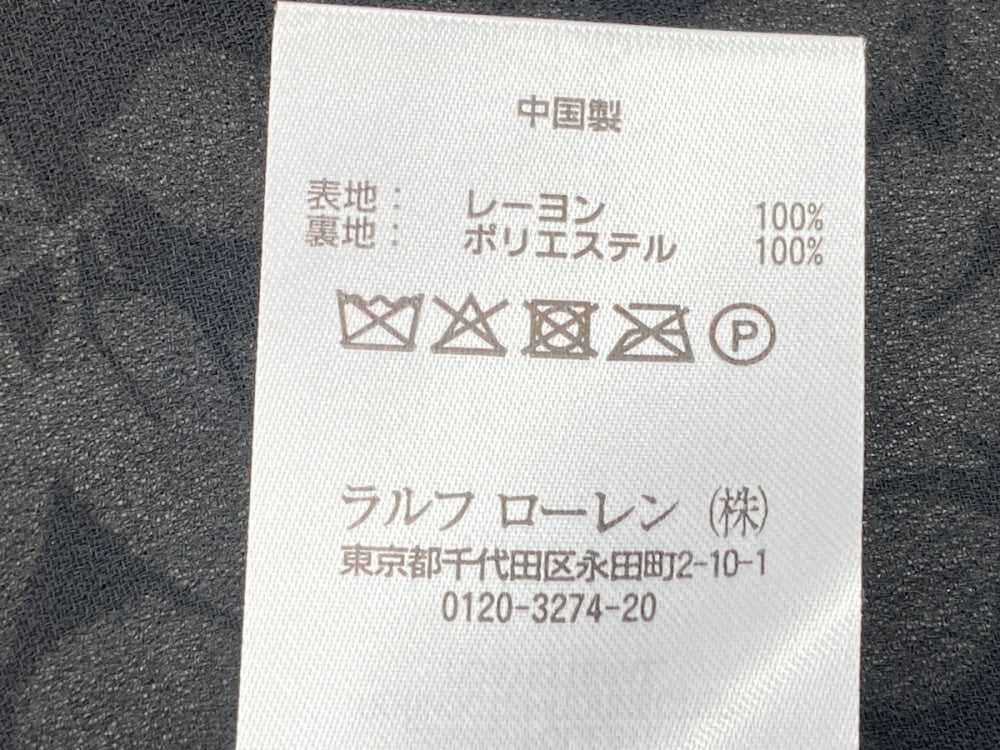 中国製
表地： レーヨン 100%
裏地： ポリエステル 100%
P
ラルフ ローレン (株)
東京都千代田区永田町2-10-1
0120-3274-20